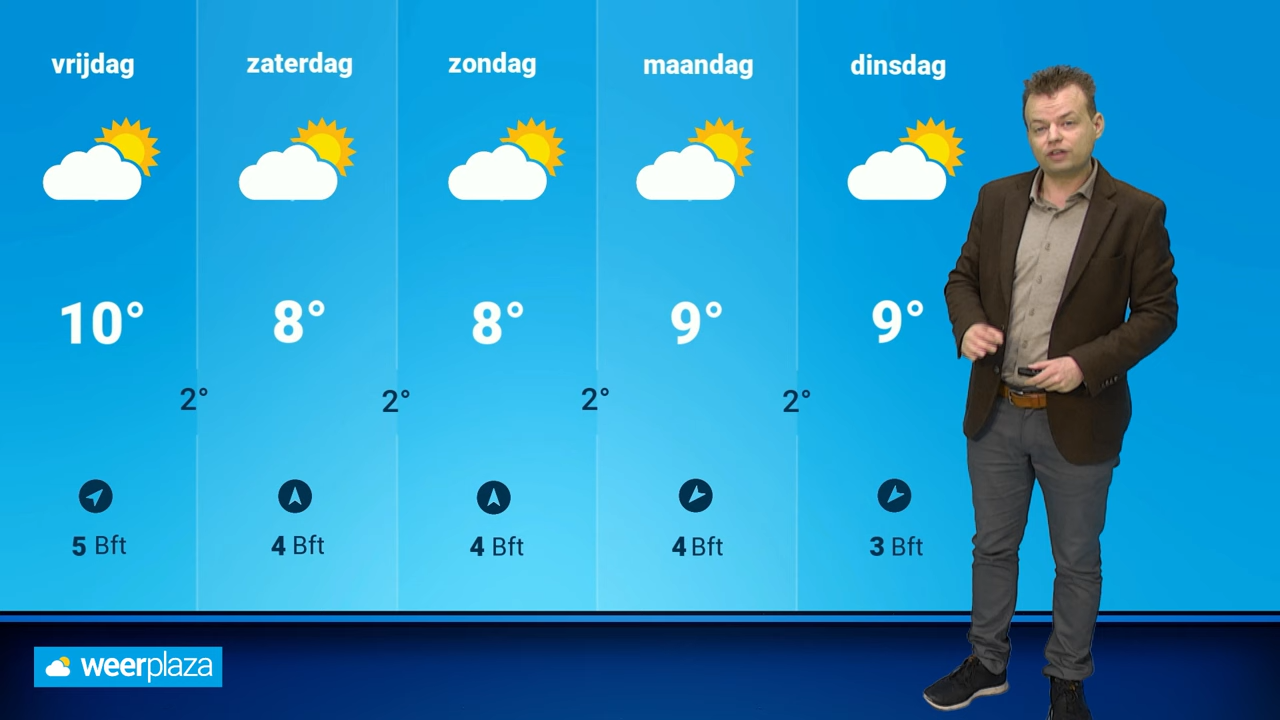 vrijdag zaterdag zondag maandag dinsdag
10° 8° 8° 9° 9°
2° 2° 2° 2°
5 Bft 4 Bft 4 Bft 4 Bft 3 Bft
weerplaza